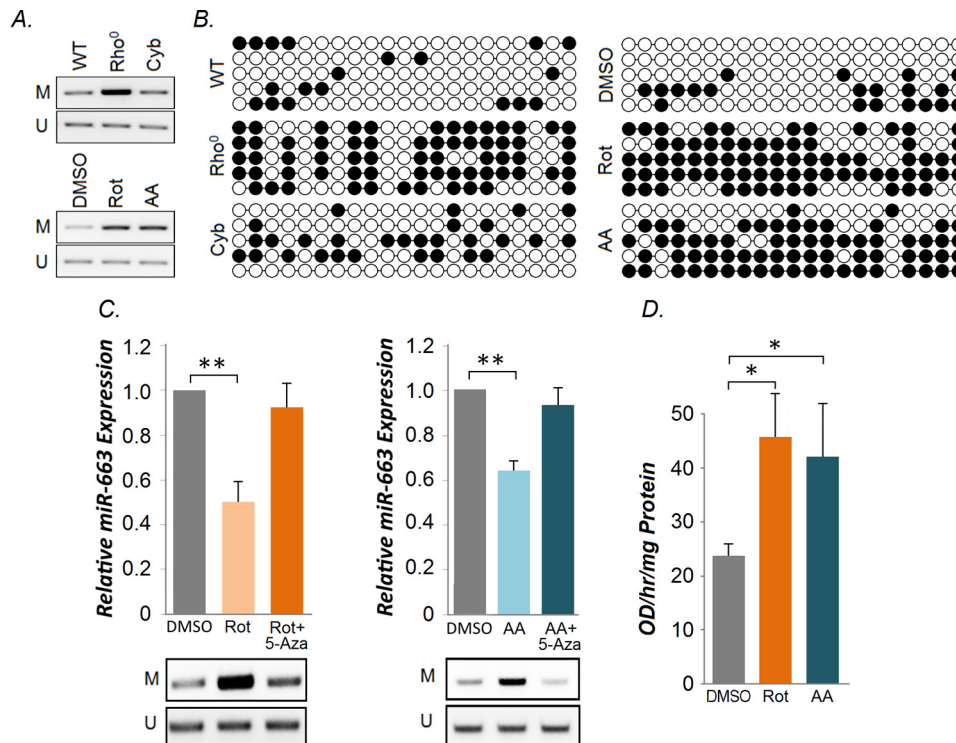 A.
WT Rho⁰ Cyb
M
U
DMSO Rot AA
M
U
B.
WT
Rho⁰
Cyb
DMSO
Rot
AA
C.
Relative miR-663 Expression
1.2
1.0
0.8
0.6
0.4
0.2
0
**
DMSO Rot Rot+
5-Aza
M
U
Relative miR-663 Expression
1.2
1.0
0.8
0.6
0.4
0.2
0
**
DMSO AA AA+
5-Aza
M
U
D.
OD/hr/mg Protein
50
40
30
20
10
0
*
*
DMSO Rot AA